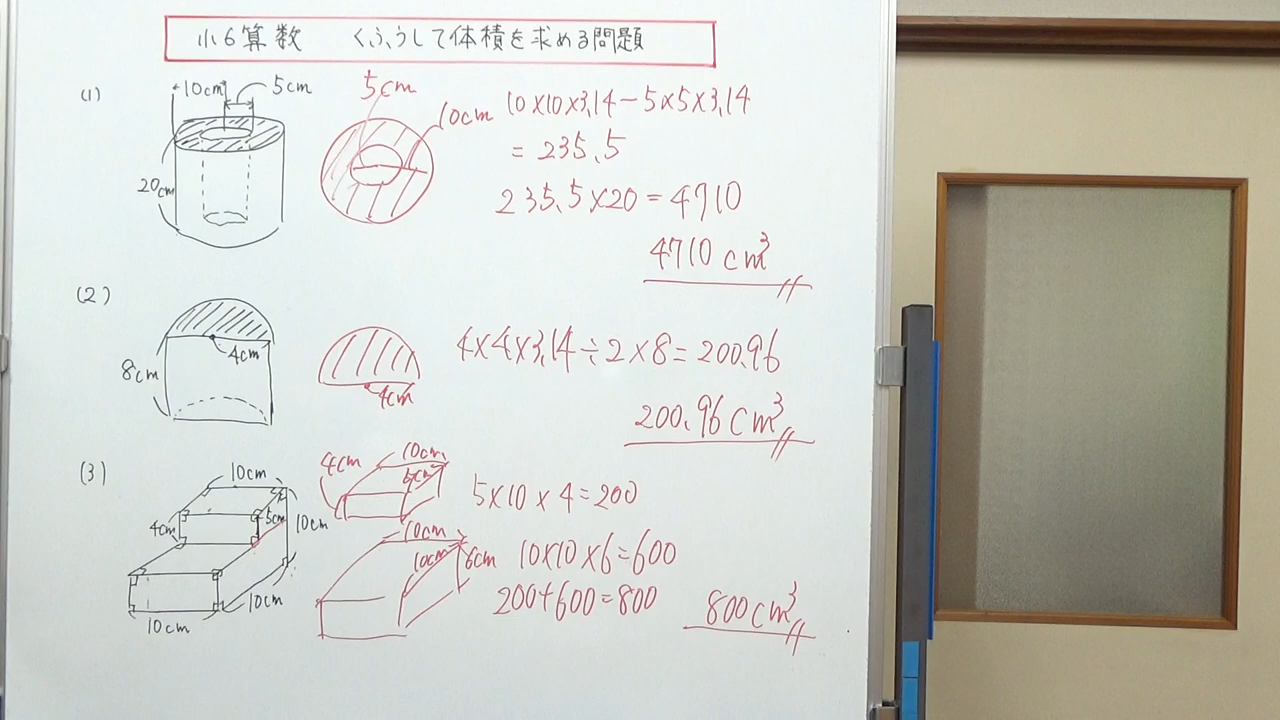 小6算数 くふうして体積を求める問題
(1)
10cm 5cm
20cm
5cm
10cm
10×10×3.14-5×5×3.14
=235.5
235.5×20=4710
4710cm³
(2)
8cm
4cm
4cm
4×4×3.14÷2×8=200.96
200.96cm³
(3)
10cm
4cm
5cm
10cm
10cm
10cm
4cm
10cm
5cm
5×10×4=200
10cm
10cm
6cm
10×10×6=600
200+600=800
800cm³